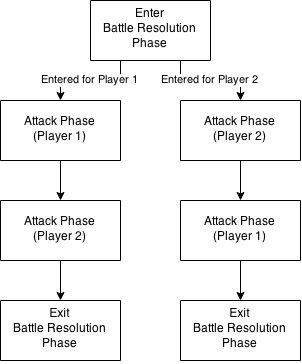 Enter
Battle Resolution
Phase
Entered for Player 1
Entered for Player 2
Attack Phase
(Player 1)
Attack Phase
(Player 2)
Attack Phase
(Player 2)
Attack Phase
(Player 1)
Exit
Battle Resolution
Phase
Exit
Battle Resolution
Phase